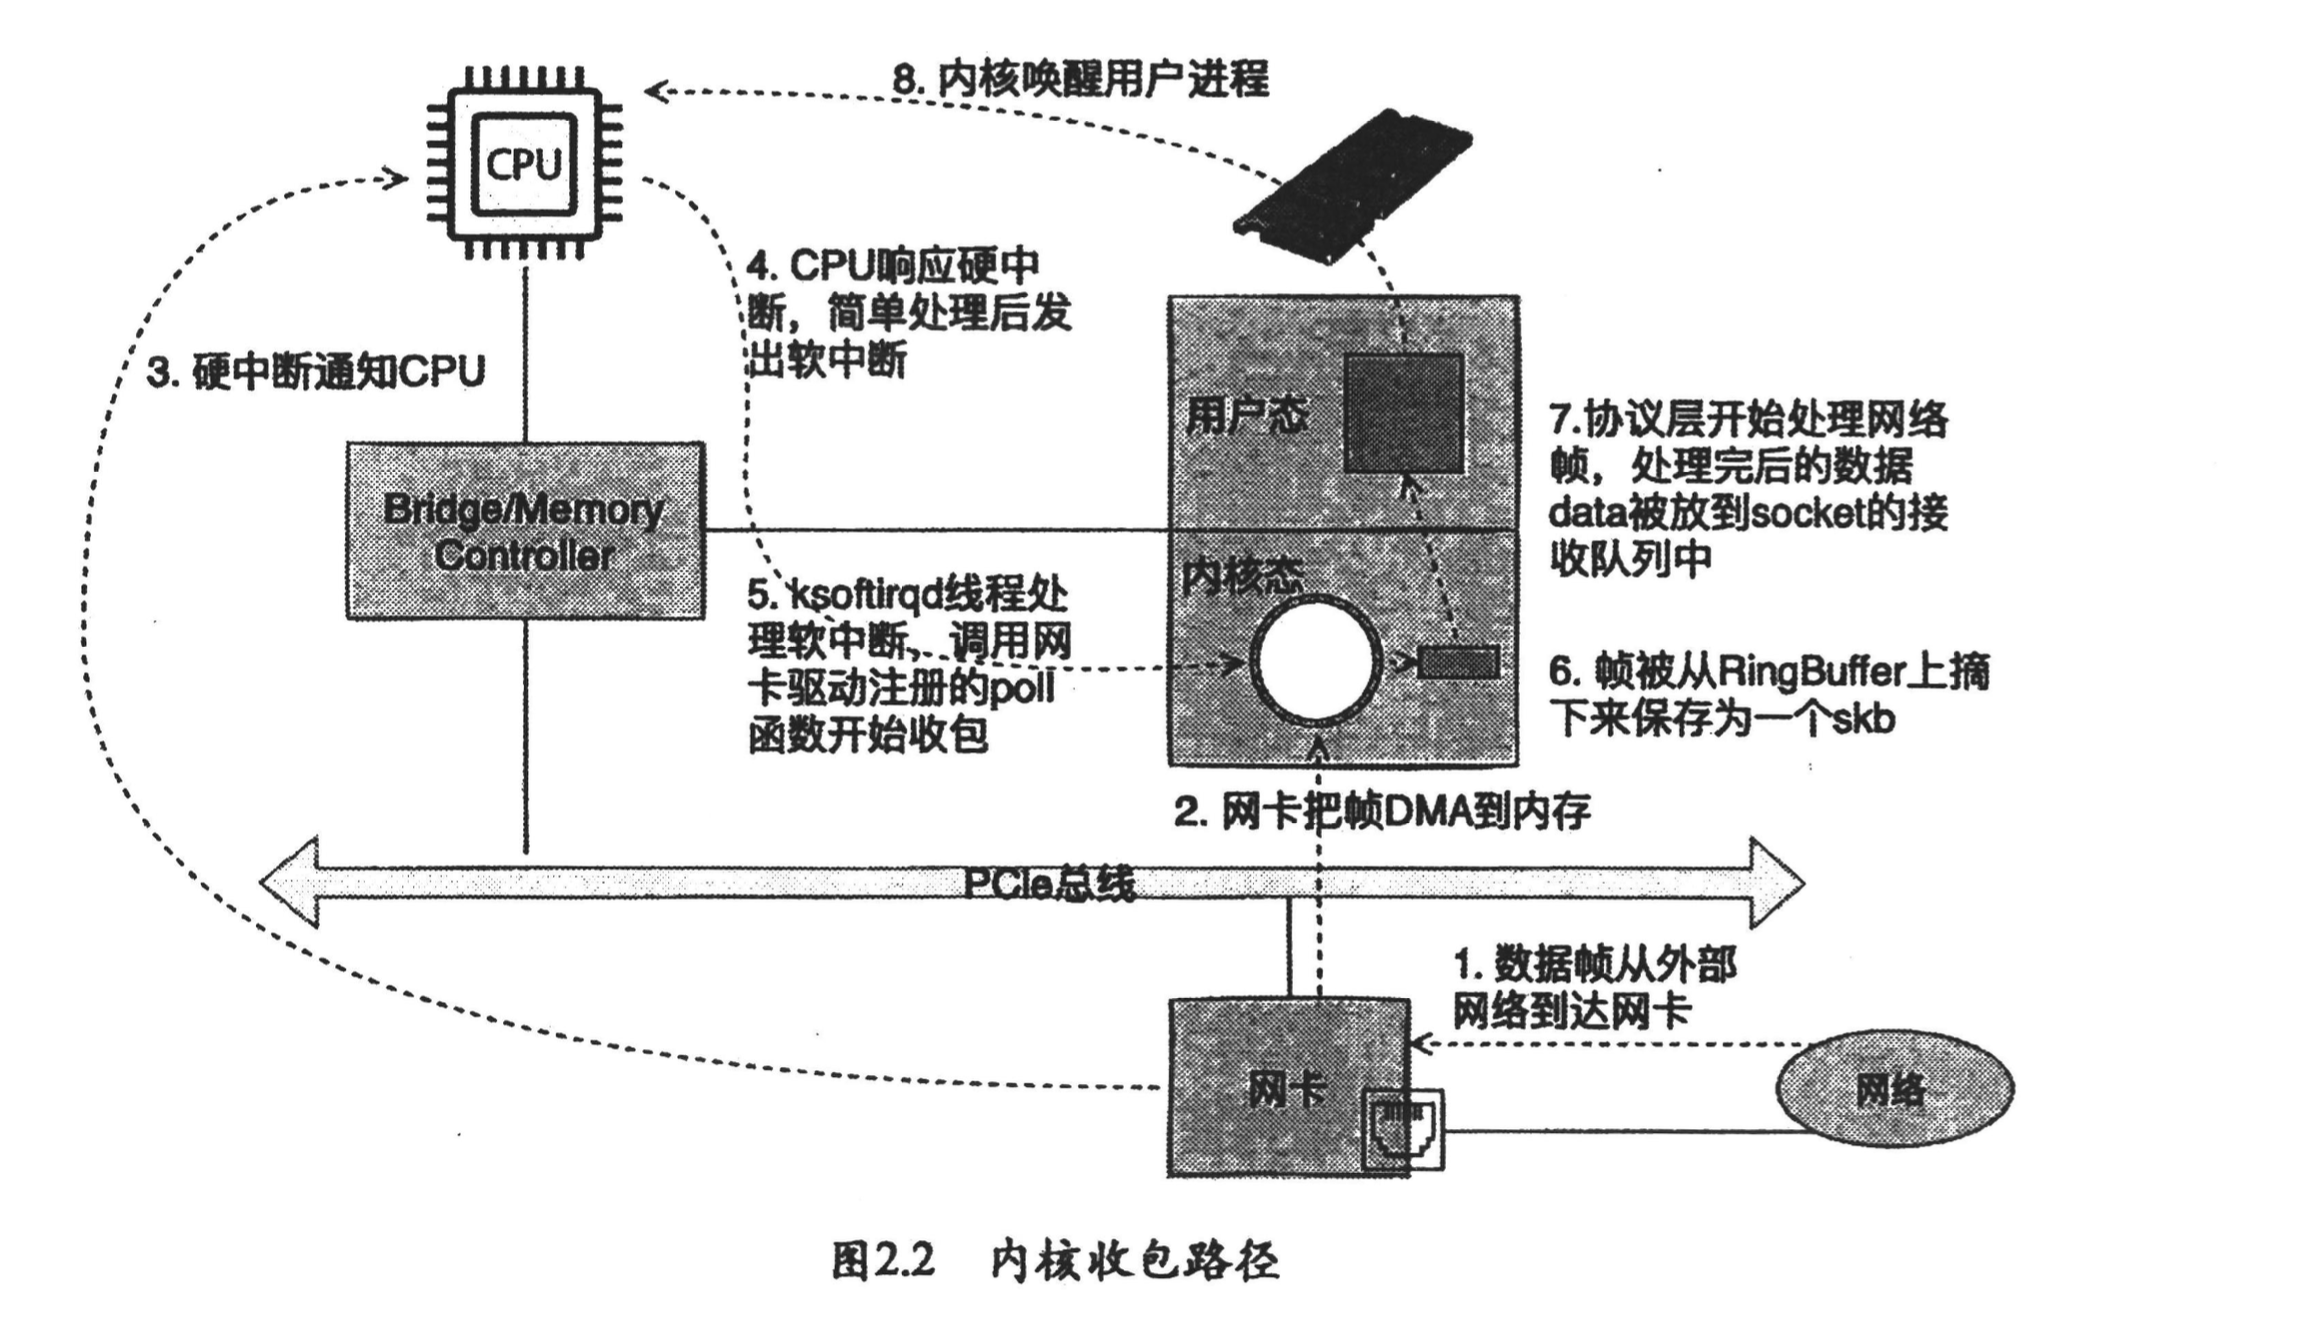 8. 内核唤醒用户进程
CPU
4. CPU响应硬中
断，简单处理后发
出软中断
3. 硬中断通知CPU
用户态
7.协议层开始处理网络
帧，处理完后的数据
data被放到socket的接
收队列中
Bridge/Memory
Controller
内核态
5. ksoftirqd线程处
理软中断，调用网
卡驱动注册的poll
函数开始收包
6. 帧被从RingBuffer上摘
下来保存为一个skb
2. 网卡把帧DMA到内存
PCIe总线
1. 数据帧从外部
网络到达网卡
网卡
网络
图2.2 内核收包路径